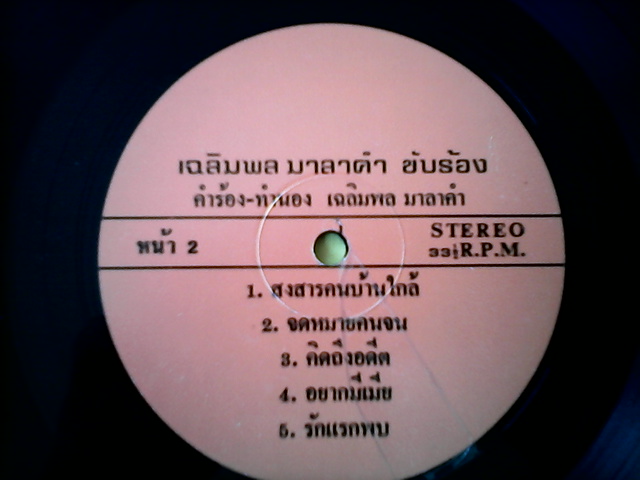 เฉลิมพล มาลาคำ ขับร้อง
คำร้อง-ทำนอง เฉลิมพล มาลาคำ
หน้า 2
STEREO
33⅓ R.P.M.
1. สงสารคนบ้านใกล้
2. จดหมายคนจน
3. คิดถึงอดีต
4. อยากมีเมีย
5. รักแรกพบ